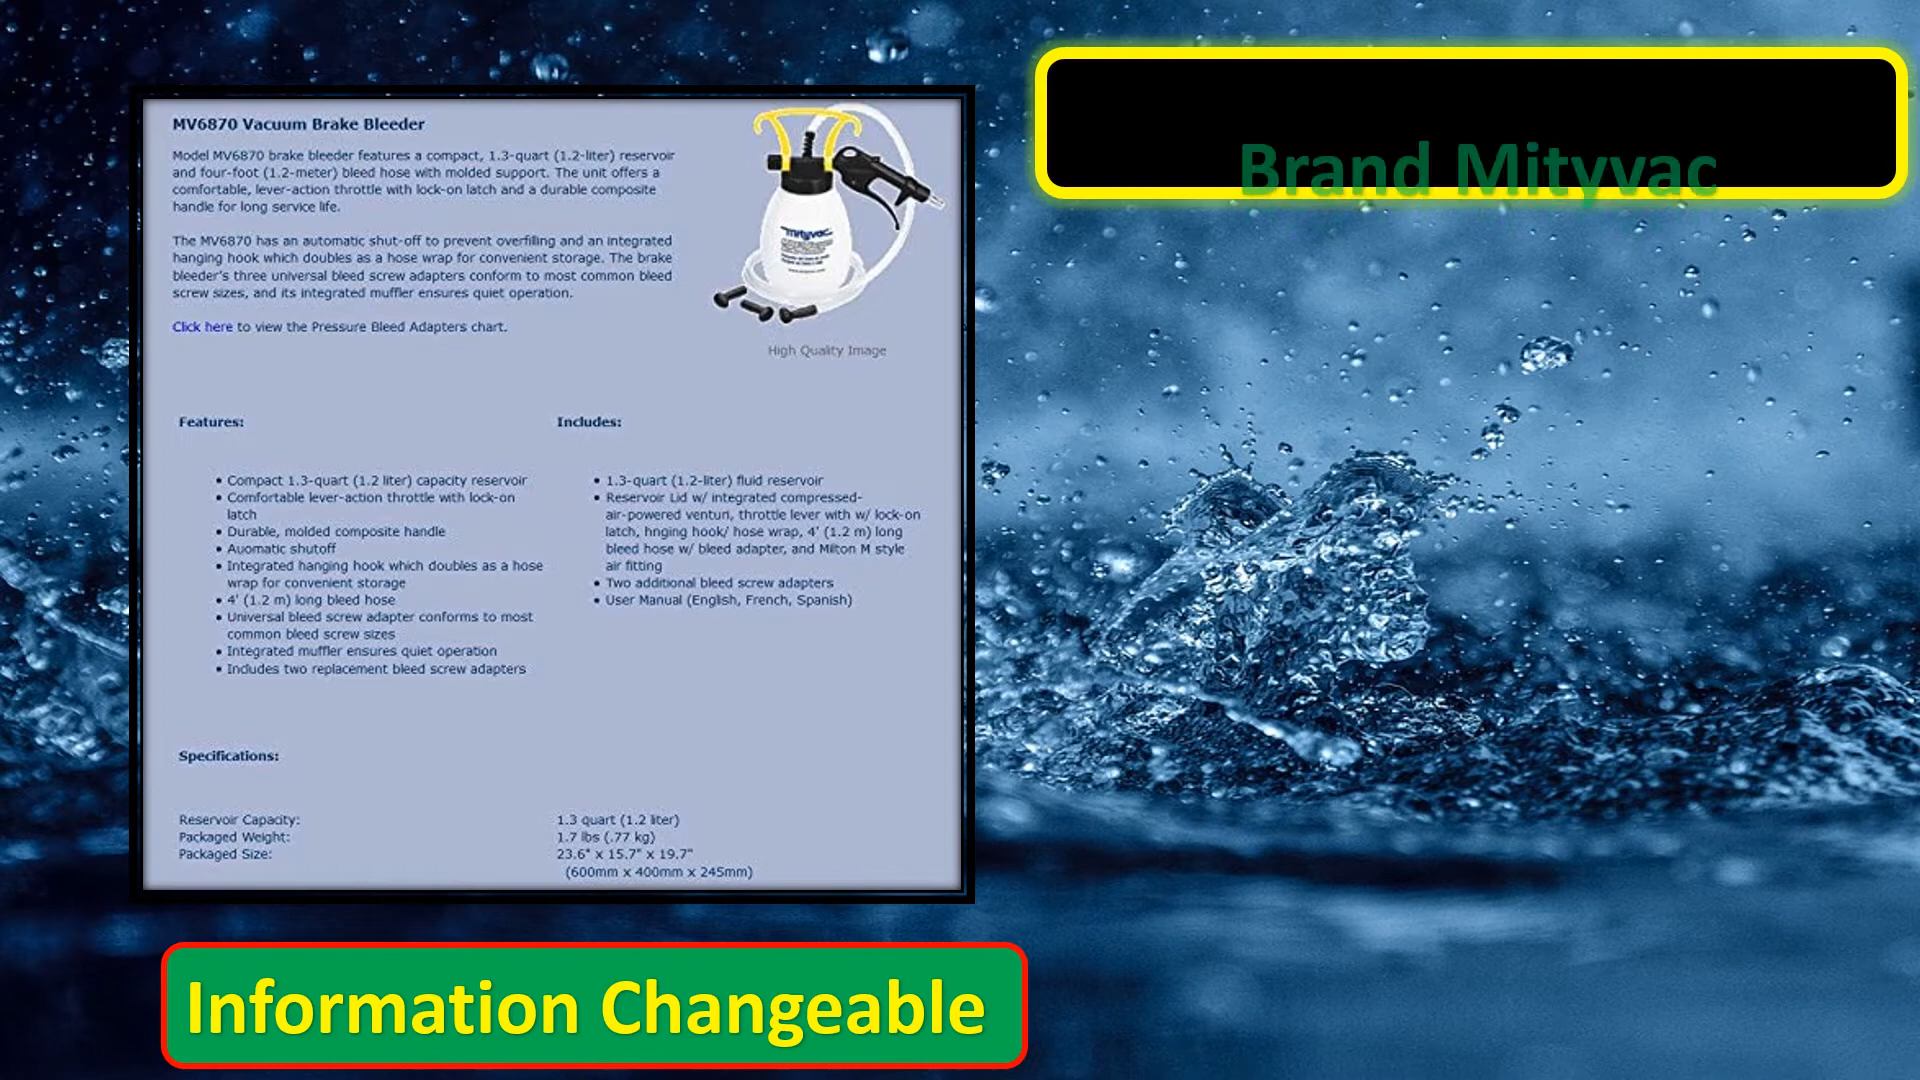 Brand Mityvac
MV6870 Vacuum Brake Bleeder
Model MV6870 brake bleeder features a compact, 1.3-quart (1.2-liter) reservoir
and four-foot (1.2-meter) bleed hose with molded support. The unit offers a
comfortable, lever-action throttle with lock-on latch and a durable composite
handle for long service life.
The MV6870 has an automatic shut-off to prevent overfilling and an integrated
hanging hook which doubles as a hose wrap for convenient storage. The brake
bleeder's three universal bleed screw adapters conform to most common bleed
screw sizes, and its integrated muffler ensures quiet operation.
Click here to view the Pressure Bleed Adapters chart.
mityvac
High Quality Image
Features:
• Compact 1.3-quart (1.2 liter) capacity reservoir
• Comfortable lever-action throttle with lock-on
latch
• Durable, molded composite handle
• Auomatic shutoff
• Integrated hanging hook which doubles as a hose
wrap for convenient storage
• 4' (1.2 m) long bleed hose
• Universal bleed screw adapter conforms to most
common bleed screw sizes
• Integrated muffler ensures quiet operation
• Includes two replacement bleed screw adapters
Includes:
• 1.3-quart (1.2-liter) fluid reservoir
• Reservoir Lid w/ integrated compressed-
air-powered venturi, throttle lever with w/ lock-on
latch, hnging hook/ hose wrap, 4' (1.2 m) long
bleed hose w/ bleed adapter, and Milton M style
air fitting
• Two additional bleed screw adapters
• User Manual (English, French, Spanish)
Specifications:
Reservoir Capacity: 1.3 quart (1.2 liter)
Packaged Weight: 1.7 lbs (.77 kg)
Packaged Size: 23.6" x 15.7" x 19.7"
(600mm x 400mm x 245mm)
Information Changeable